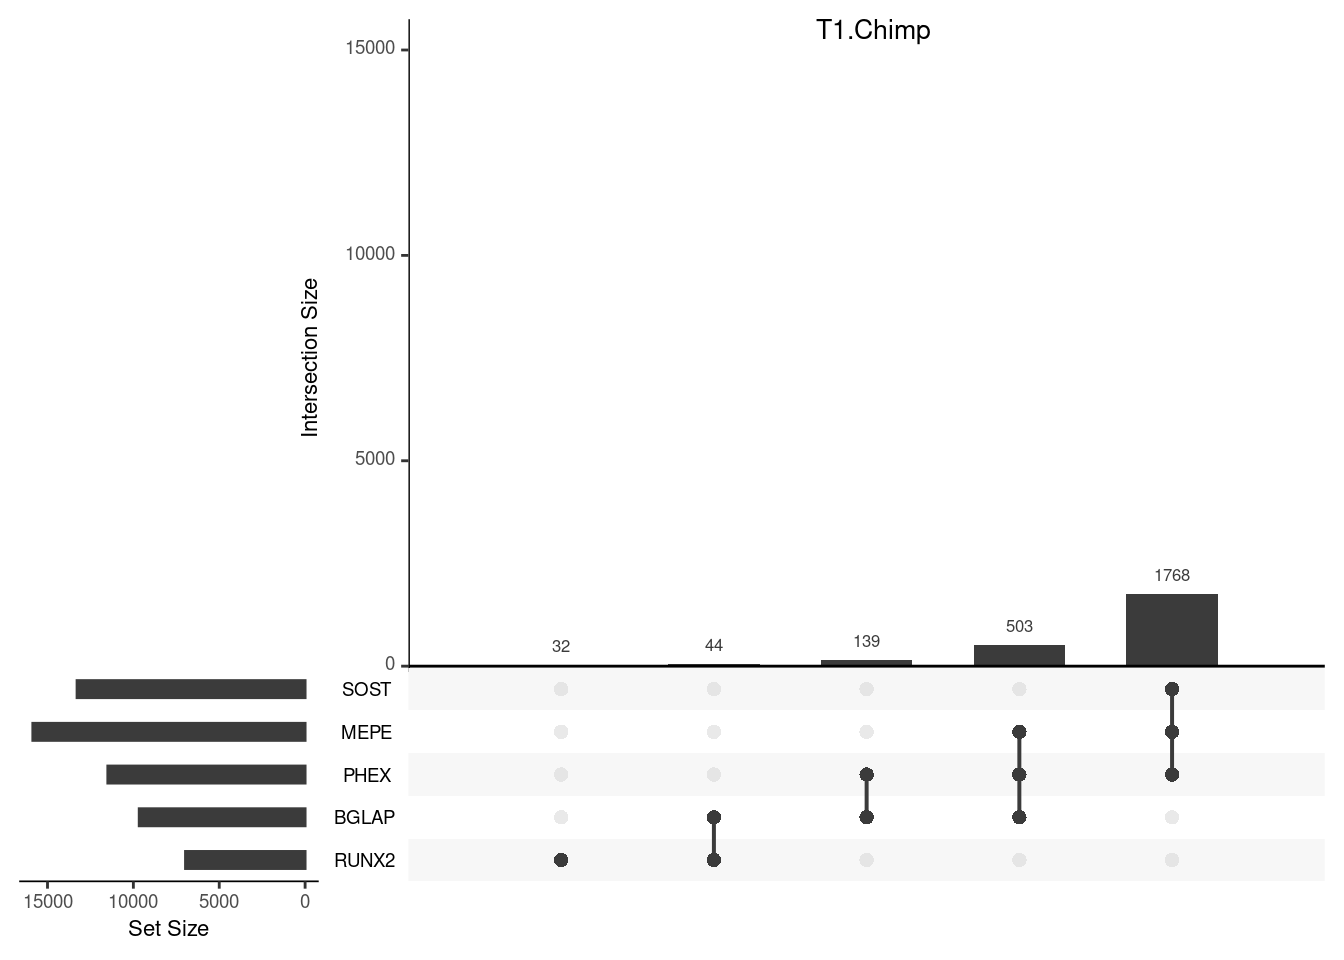 T1.Chimp
15000
10000
5000
0
Intersection Size
32
44
139
503
1768
SOST
MEPE
PHEX
BGLAP
RUNX2
15000 10000 5000 0
Set Size